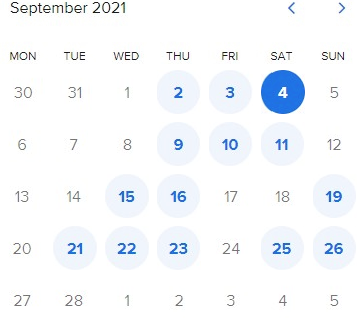 September 2021
MON TUE WED THU FRI SAT SUN
30 31 1 2 3 4 5
6 7 8 9 10 11 12
13 14 15 16 17 18 19
20 21 22 23 24 25 26
27 28 1 2 3 4 5